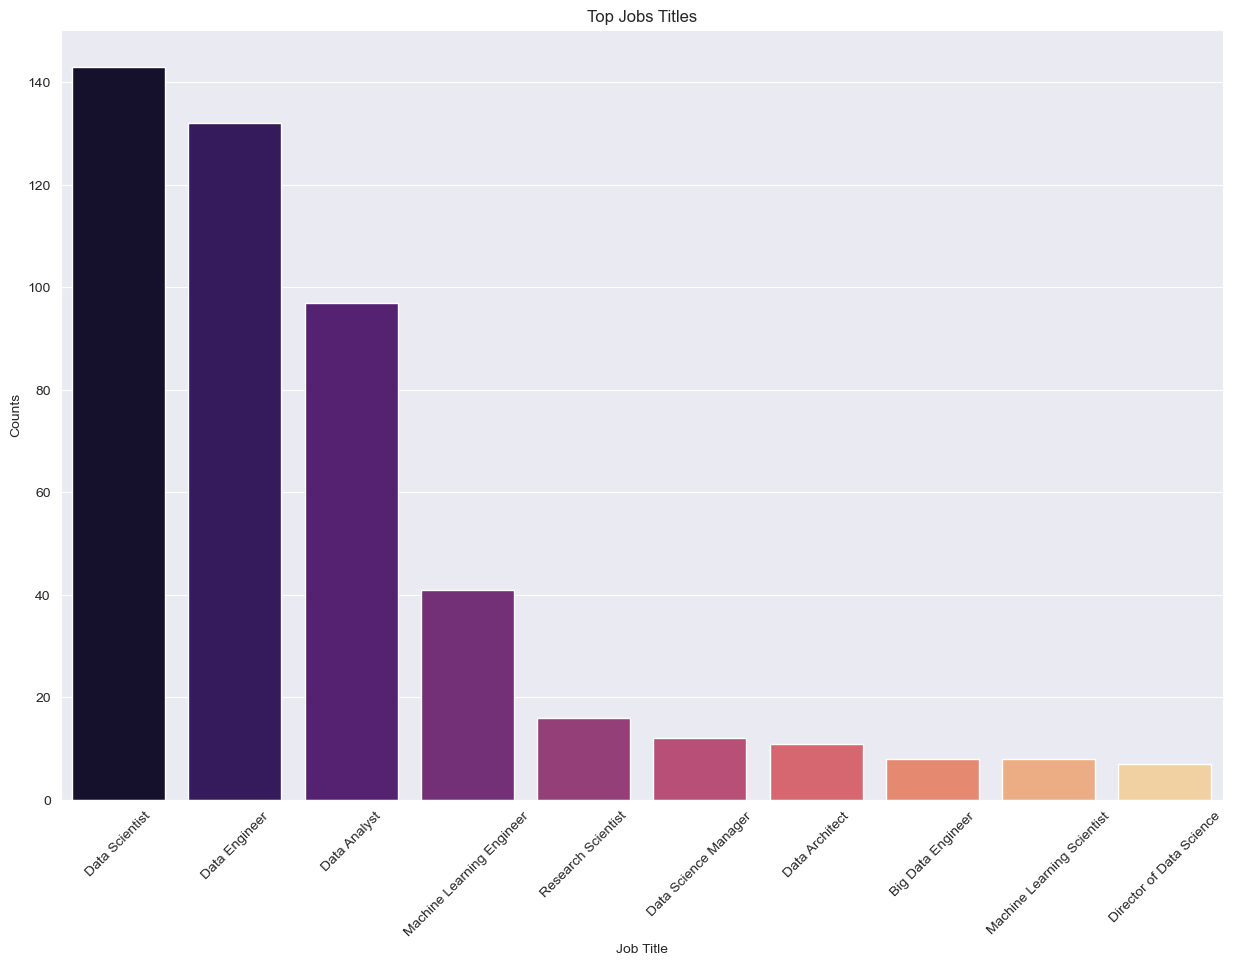 Top Jobs Titles
Counts
140
120
100
80
60
40
20
0
Data Scientist
Data Engineer
Data Analyst
Machine Learning Engineer
Research Scientist
Data Science Manager
Data Architect
Big Data Engineer
Machine Learning Scientist
Director of Data Science
Job Title